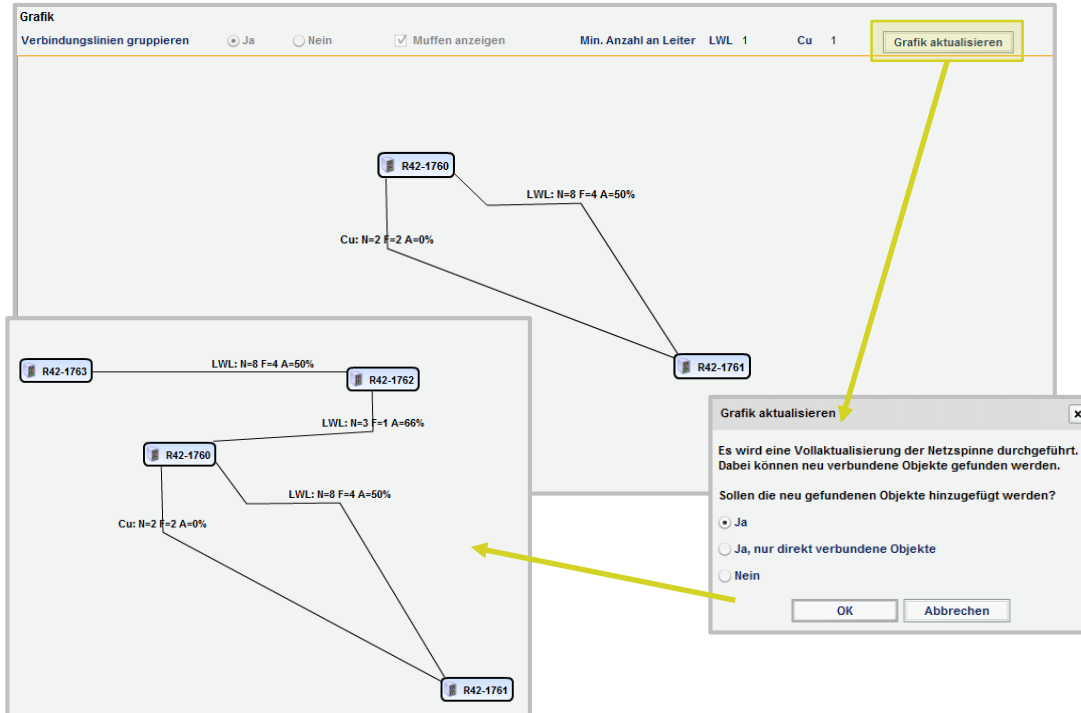 Grafik
Verbindungslinien gruppieren Ja Nein Muffen anzeigen Min. Anzahl an Leiter LWL 1 Cu 1 Grafik aktualisieren
R42-1760
LWL: N=8 F=4 A=50%
Cu: N=2 F=2 A=0%
R42-1761
R42-1763
LWL: N=8 F=4 A=50%
R42-1762
LWL: N=3 F=1 A=66%
R42-1760
LWL: N=8 F=4 A=50%
Cu: N=2 F=2 A=0%
R42-1761
Grafik aktualisieren
Es wird eine Vollaktualisierung der Netzspinne durchgeführt.
Dabei können neu verbundene Objekte gefunden werden.
Sollen die neu gefundenen Objekte hinzugefügt werden?
Ja
Ja, nur direkt verbundene Objekte
Nein
OK Abbrechen